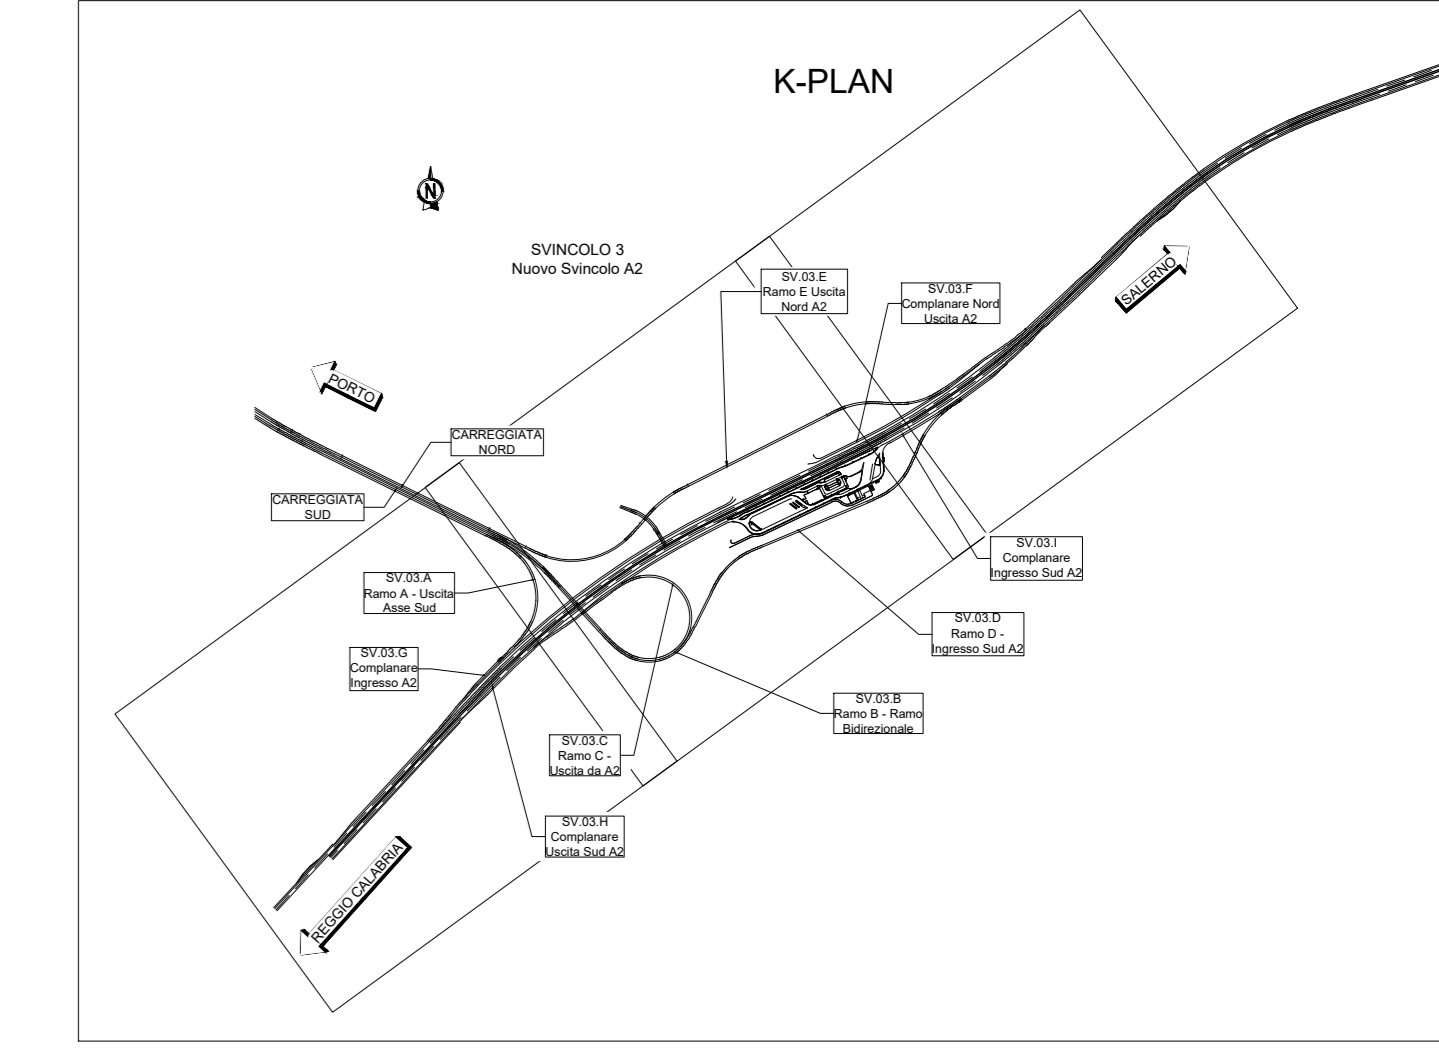 K-PLAN
N
SVINCOLO 3
Nuovo Svincolo A2
SV.03.E
Ramo E Uscita
Nord A2
SV.03.F
Complanare Nord
Uscita A2
SALERNO
PORTO
CARREGGIATA
NORD
CARREGGIATA
SUD
SV.03.I
Complanare
Ingresso Sud A2
SV.03.A
Ramo A - Uscita
Asse Sud
SV.03.D
Ramo D -
Ingresso Sud A2
SV.03.G
Complanare
Ingresso A2
SV.03.B
Ramo B - Ramo
Bidirezionale
SV.03.C
Ramo C -
Uscita da A2
SV.03.H
Complanare
Uscita Sud A2
REGGIO CALABRIA